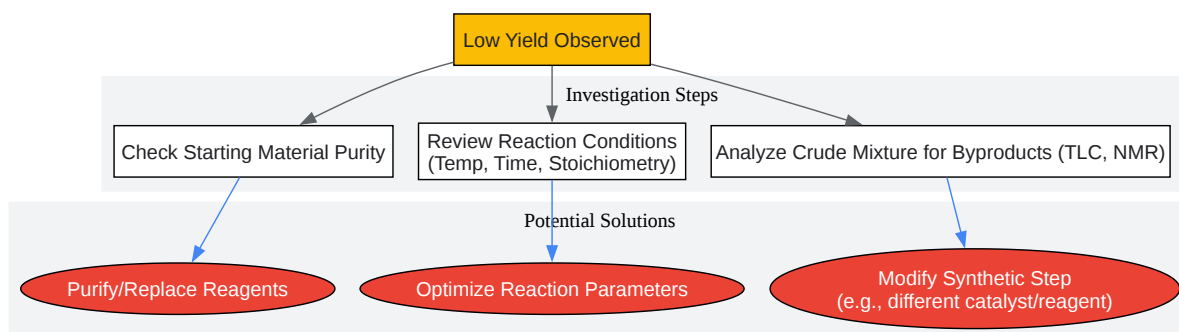 Low Yield Observed
Investigation Steps
Check Starting Material Purity
Review Reaction Conditions
(Temp, Time, Stoichiometry)
Analyze Crude Mixture for Byproducts (TLC, NMR)
Potential Solutions
Purify/Replace Reagents
Optimize Reaction Parameters
Modify Synthetic Step
(e.g., different catalyst/reagent)